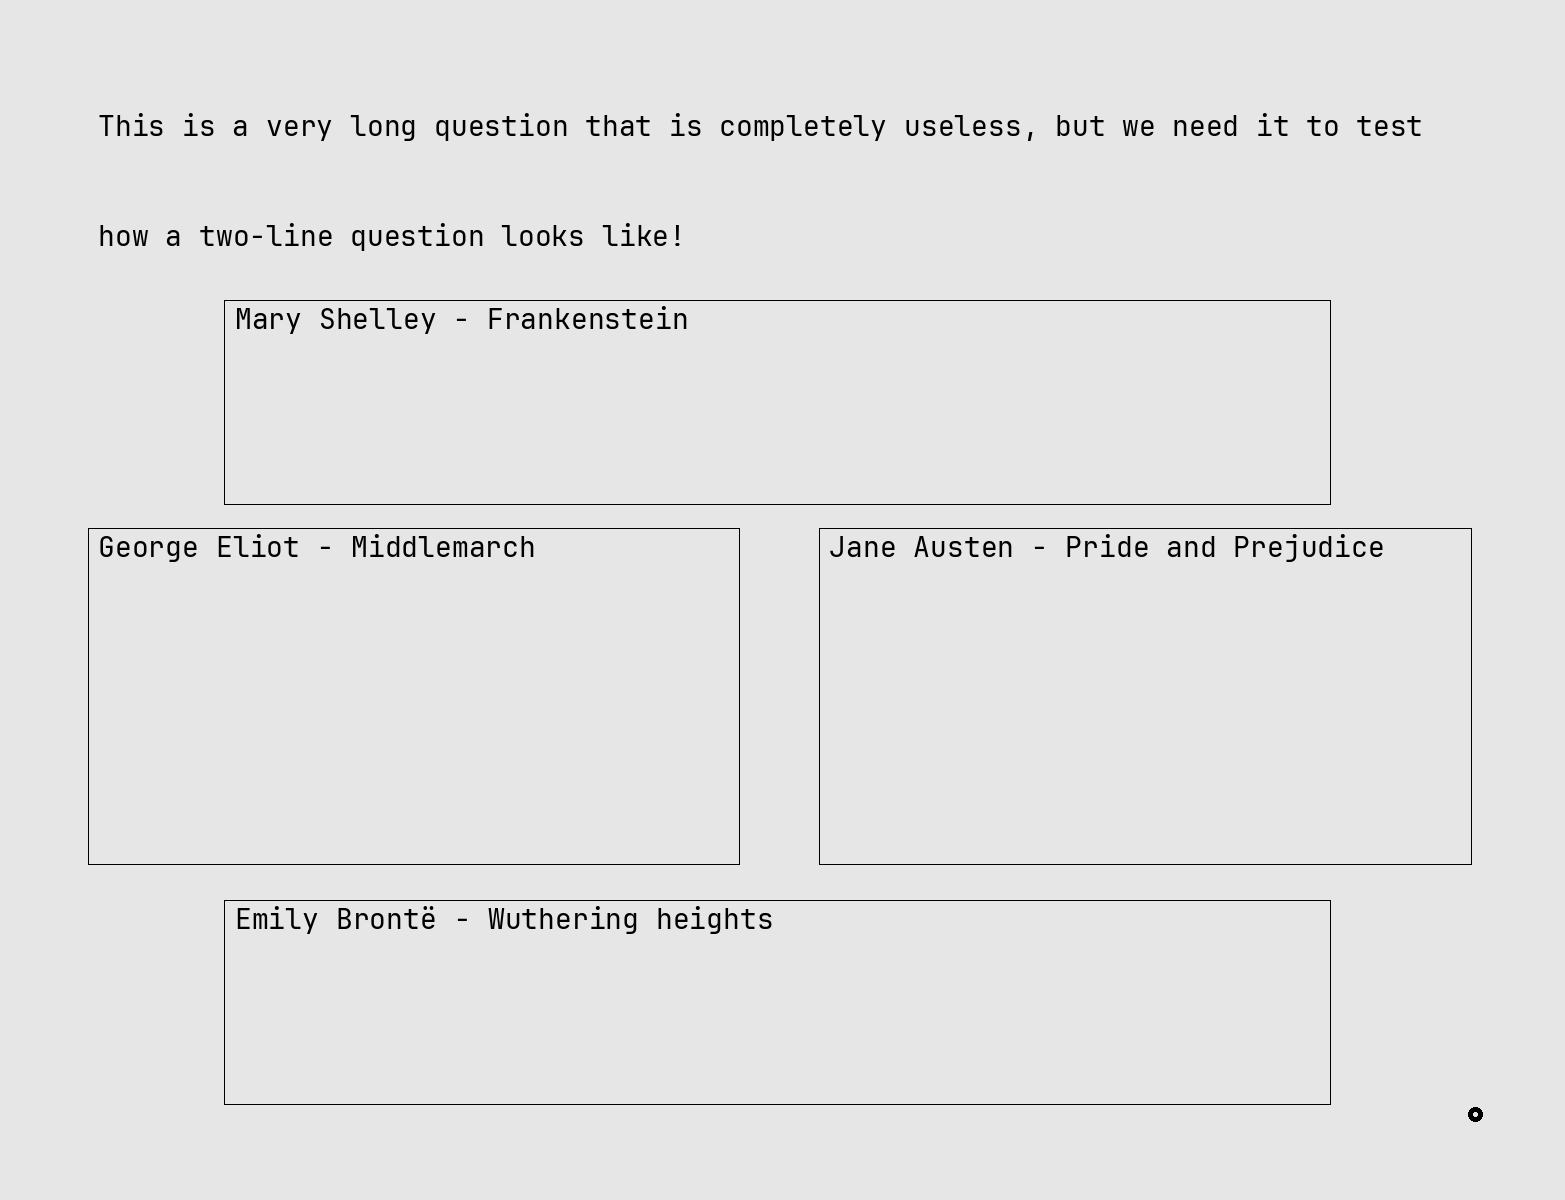 This is a very long question that is completely useless, but we need it to test
how a two-line question looks like!
Mary Shelley - Frankenstein
George Eliot - Middlemarch
Jane Austen - Pride and Prejudice
Emily Brontë - Wuthering heights